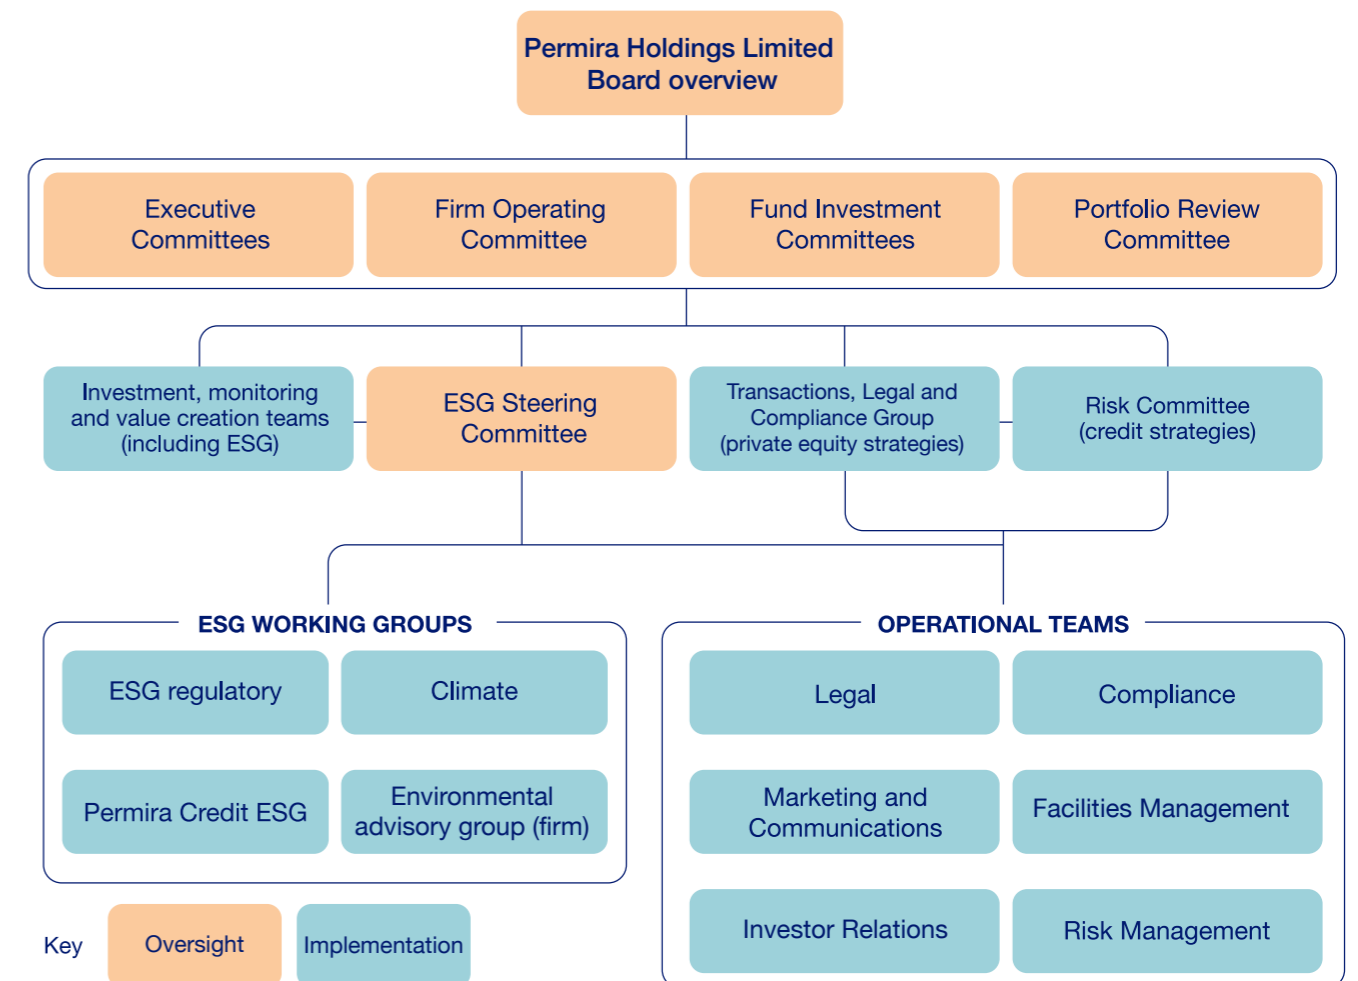 Permira Holdings Limited
Board overview
Executive
Committees
Firm Operating
Committee
Fund Investment
Committees
Portfolio Review
Committee
Investment, monitoring
and value creation teams
(including ESG)
ESG Steering
Committee
Transactions, Legal and
Compliance Group
(private equity strategies)
Risk Committee
(credit strategies)
ESG WORKING GROUPS
ESG regulatory
Climate
Permira Credit ESG
Environmental
advisory group (firm)
OPERATIONAL TEAMS
Legal
Compliance
Marketing and
Communications
Facilities Management
Investor Relations
Risk Management
Key
Oversight
Implementation